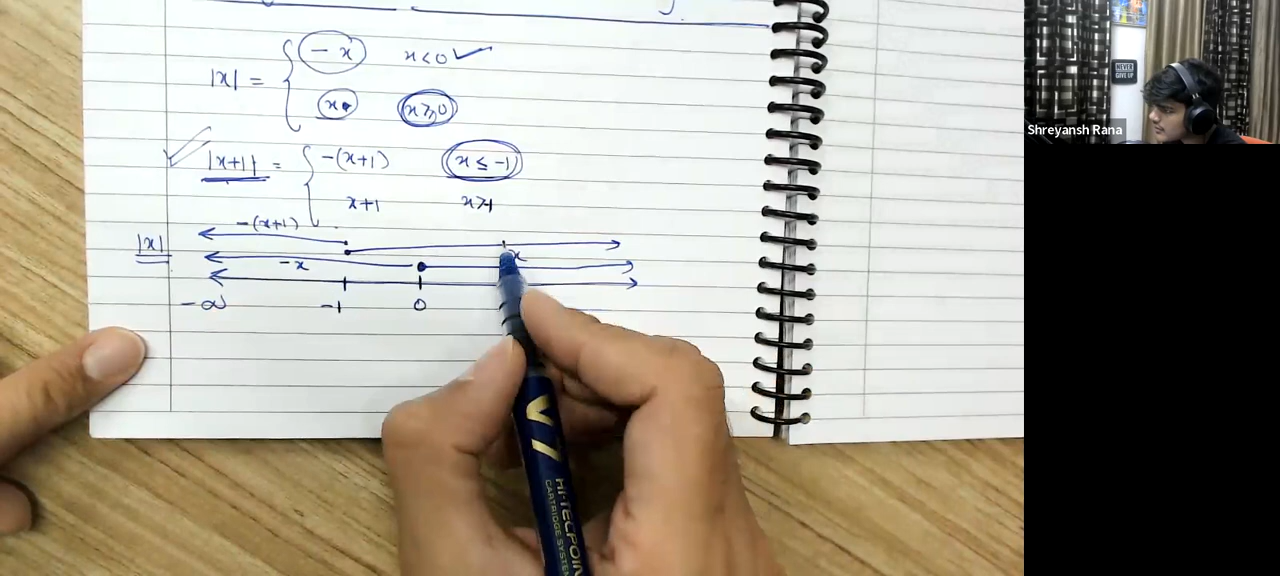 |x| = { -x x<0 ✓
x x≥0
|x+1| = { -(x+1) x ≤ -1
x+1 x>-1
-(x+1)
|x|
-x x
-∞ -1 0
V7
HI-TECPOIN
CARTRIDGE SYSTEM
NEVER
GIVE UP
Shreyansh Rana